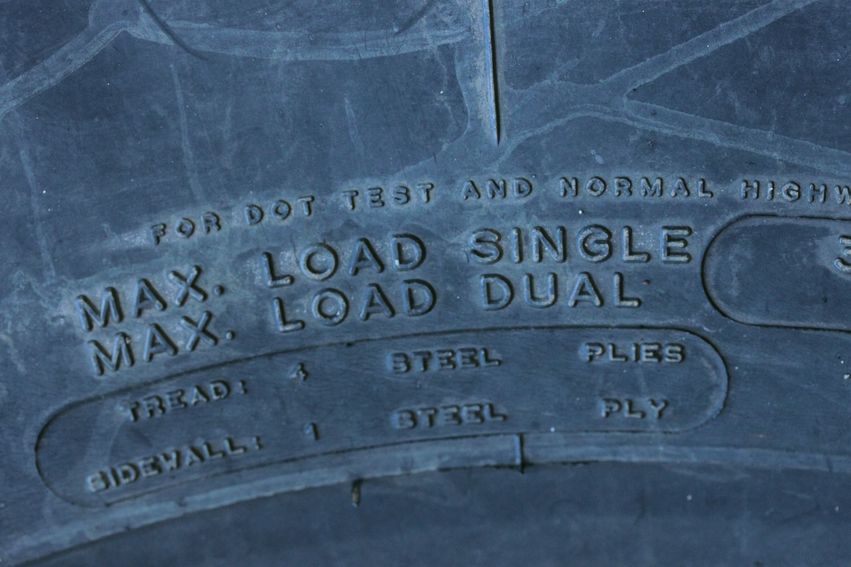 FOR DOT TEST AND NORMAL HIGHW
MAX. LOAD SINGLE 3
MAX. LOAD DUAL
TREAD: 4 STEEL PLIES
SIDEWALL: 1 STEEL PLY